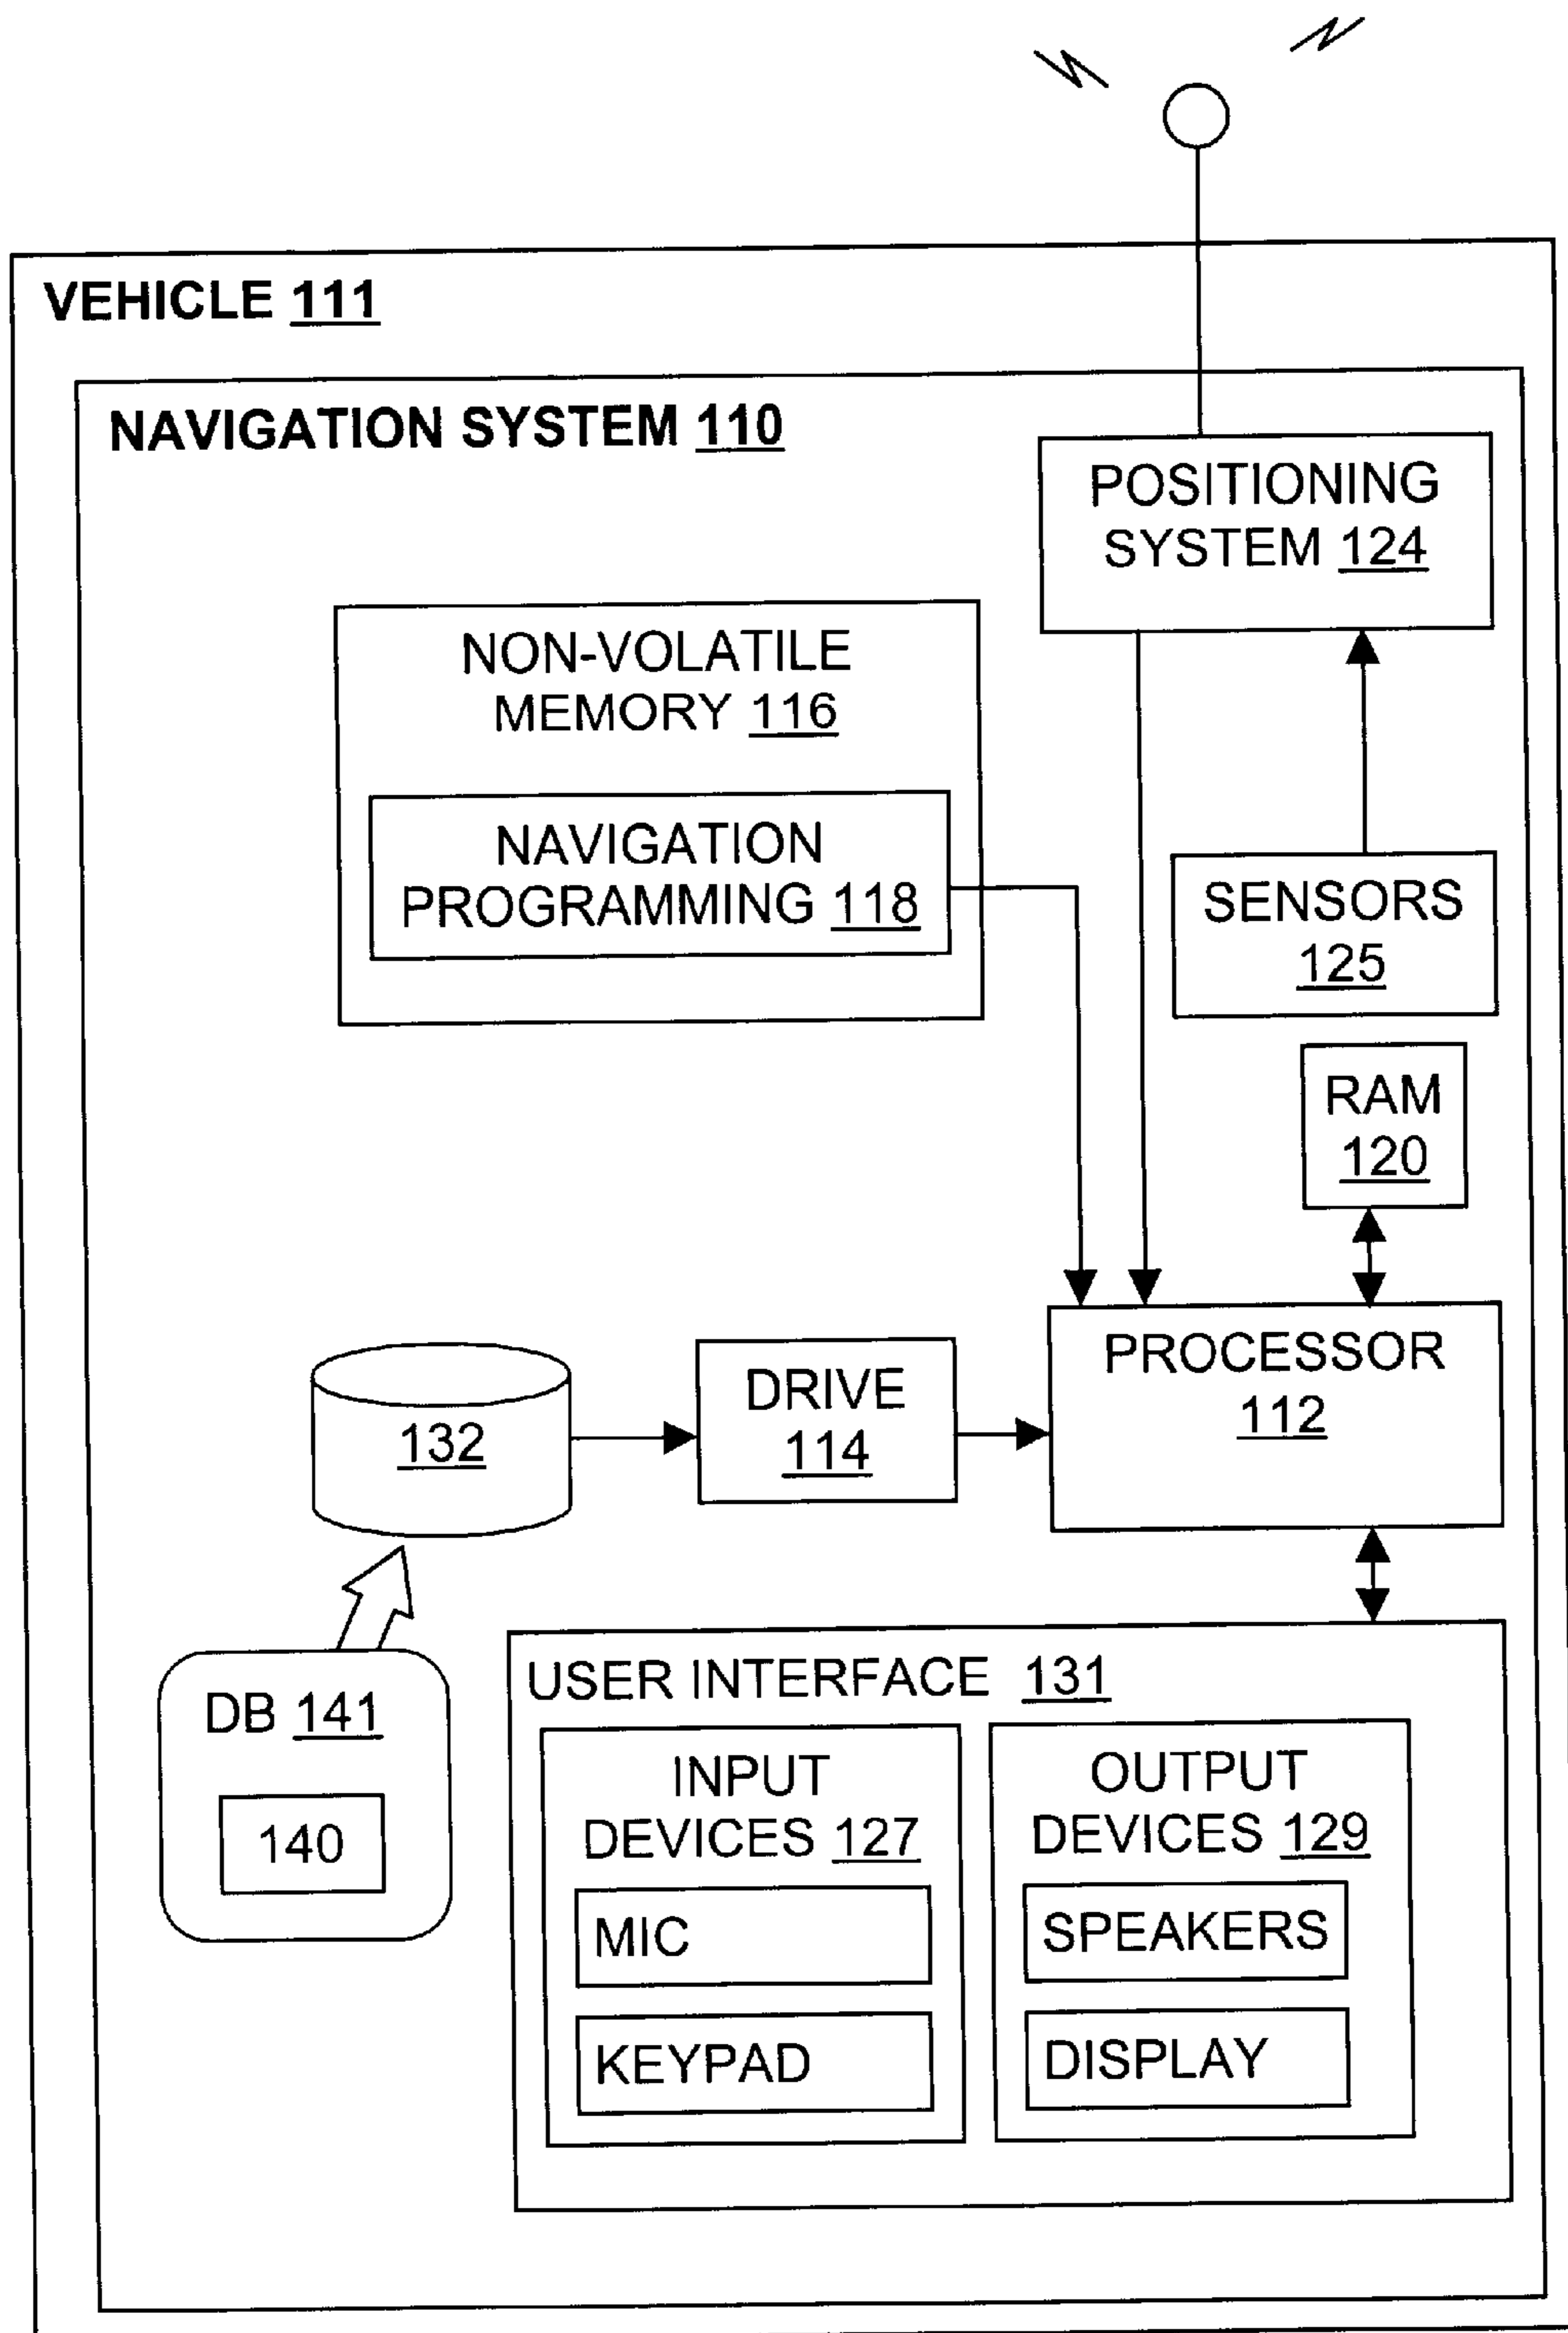 VEHICLE 111
NAVIGATION SYSTEM 110
POSITIONING
SYSTEM 124
NON-VOLATILE
MEMORY 116
NAVIGATION
PROGRAMMING 118
SENSORS
125
RAM
120
PROCESSOR
112
DRIVE
114
132
DB 141
140
USER INTERFACE 131
INPUT
DEVICES 127
MIC
KEYPAD
OUTPUT
DEVICES 129
SPEAKERS
DISPLAY